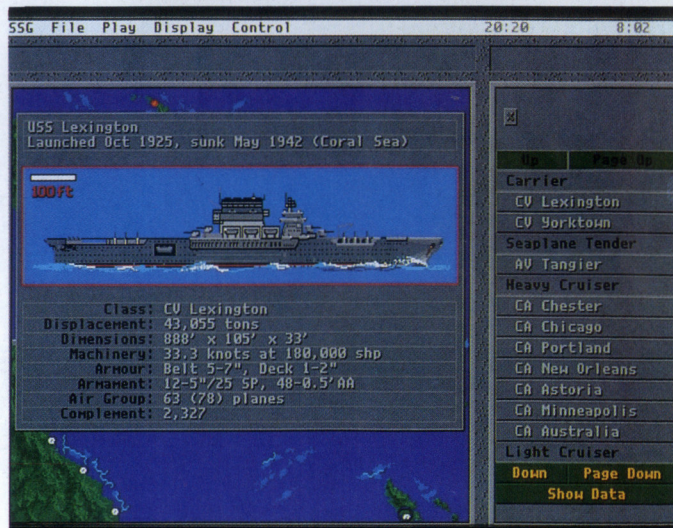 SSG File Play Display Control 20:20 8:02
USS Lexington
Launched Oct 1925, sunk May 1942 (Coral Sea)
100Ft
Class: CV Lexington
Displacement: 43,055 tons
Dimensions: 888' x 105' x 33'
Machinery: 33.3 knots at 180,000 shp
Armour: Belt 5-7", Deck 1-2"
Armament: 12-5"/25 SP, 48-0.5'AA
Air Group: 63 (78) planes
Complement: 2,327
Up Page Up
Carrier
CV Lexington
CV Yorktown
Seaplane Tender
AV Tangier
Heavy Cruiser
CA Chester
CA Chicago
CA Portland
CA New Orleans
CA Astoria
CA Minneapolis
CA Australia
Light Cruiser
Down Page Down
Show Data